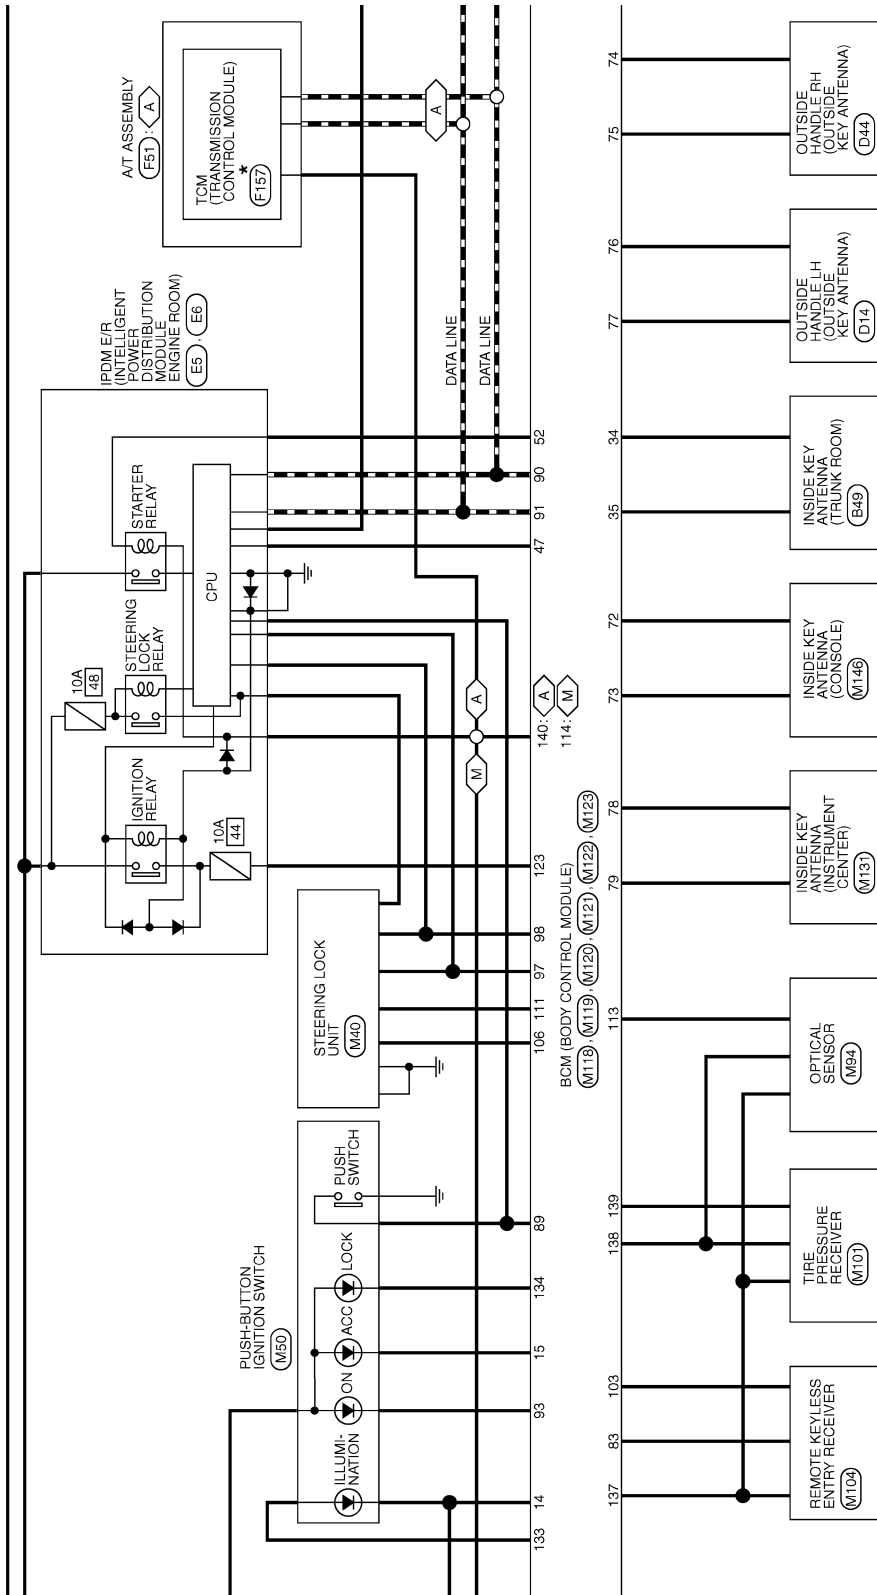 A/T ASSEMBLY
F51 : A
TCM
(TRANSMISSION
CONTROL MODULE)
*
F157
A
DATA LINE
DATA LINE
IPDM E/R
(INTELLIGENT
POWER
DISTRIBUTION
MODULE
ENGINE ROOM)
E5 , E6
STARTER
RELAY
CPU
10A
48
STEERING
LOCK
RELAY
IGNITION
RELAY
10A
44
A
M
STEERING LOCK
UNIT
M40
PUSH-BUTTON
IGNITION SWITCH
M50
PUSH
SWITCH
LOCK
ACC
ON
ILLUMI-
NATION
133
14
93
15
134
89
106
111
97
98
123
140: A
114: M
47
91
90
52
BCM (BODY CONTROL MODULE)
M118 , M119 , M120 , M121 , M122 , M123
137
83
103
138
139
113
79
78
73
72
35
34
77
76
75
74
REMOTE KEYLESS
ENTRY RECEIVER
M104
TIRE
PRESSURE
RECEIVER
M101
OPTICAL
SENSOR
M94
INSIDE KEY
ANTENNA
(INSTRUMENT
CENTER)
M131
INSIDE KEY
ANTENNA
(CONSOLE)
M146
INSIDE KEY
ANTENNA
(TRUNK ROOM)
B49
OUTSIDE
HANDLE LH
(OUTSIDE
KEY ANTENNA)
D14
OUTSIDE
HANDLE RH
(OUTSIDE
KEY ANTENNA)
D44